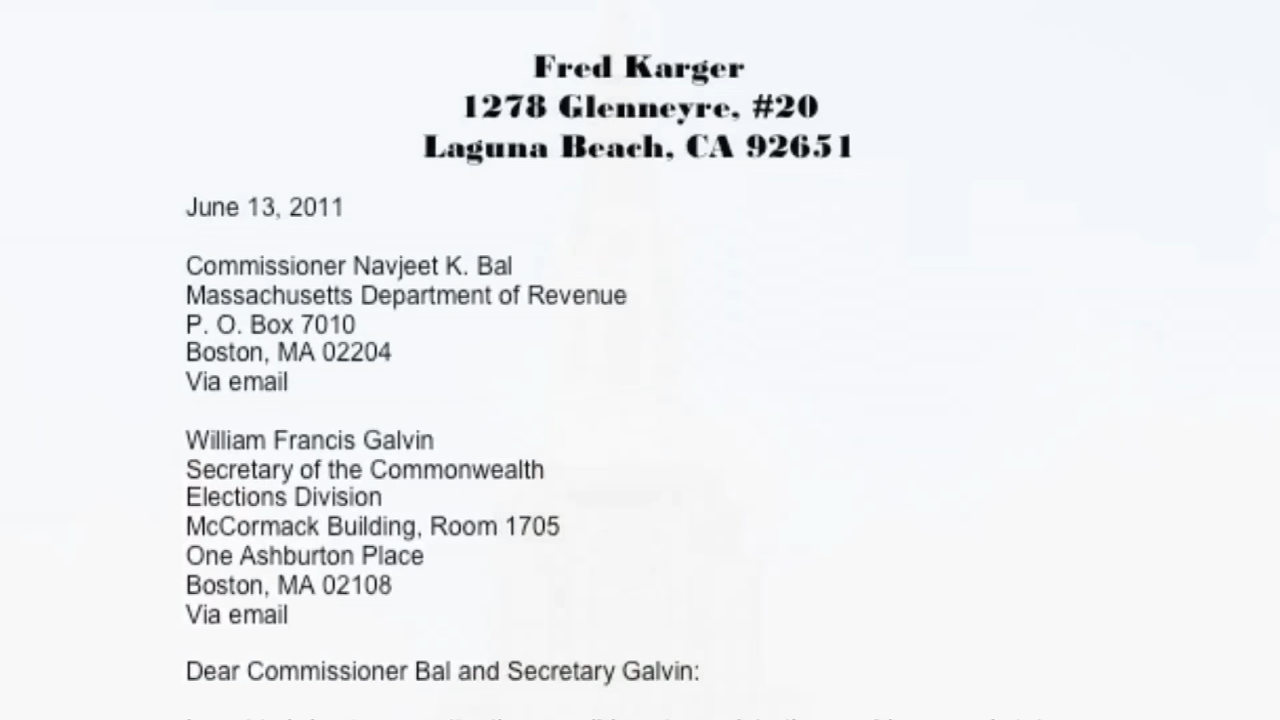 Fred Karger
1278 Glenneyre, #20
Laguna Beach, CA 92651
June 13, 2011
Commissioner Navjeet K. Bal
Massachusetts Department of Revenue
P. O. Box 7010
Boston, MA 02204
Via email
William Francis Galvin
Secretary of the Commonwealth
Elections Division
McCormack Building, Room 1705
One Ashburton Place
Boston, MA 02108
Via email
Dear Commissioner Bal and Secretary Galvin: